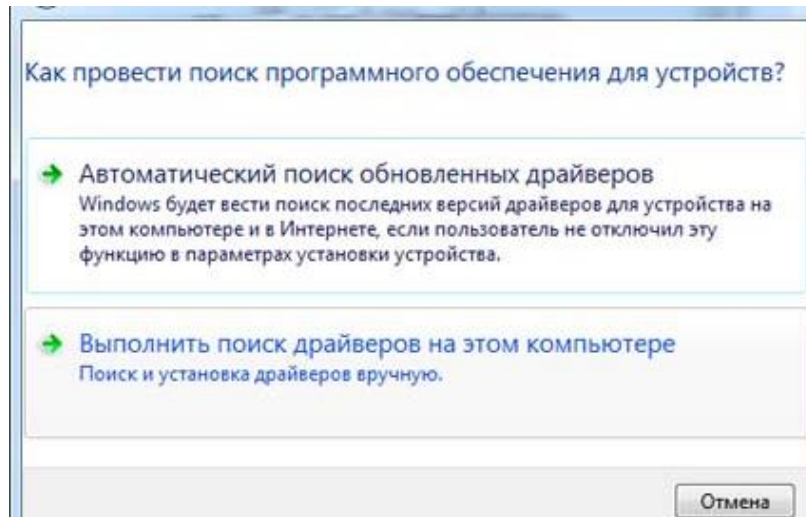 Как провести поиск программного обеспечения для устройств?
Автоматический поиск обновленных драйверов
Windows будет вести поиск последних версий драйверов для устройства на
этом компьютере и в Интернете, если пользователь не отключил эту
функцию в параметрах установки устройства.
Выполнить поиск драйверов на этом компьютере
Поиск и установка драйверов вручную.
Отмена